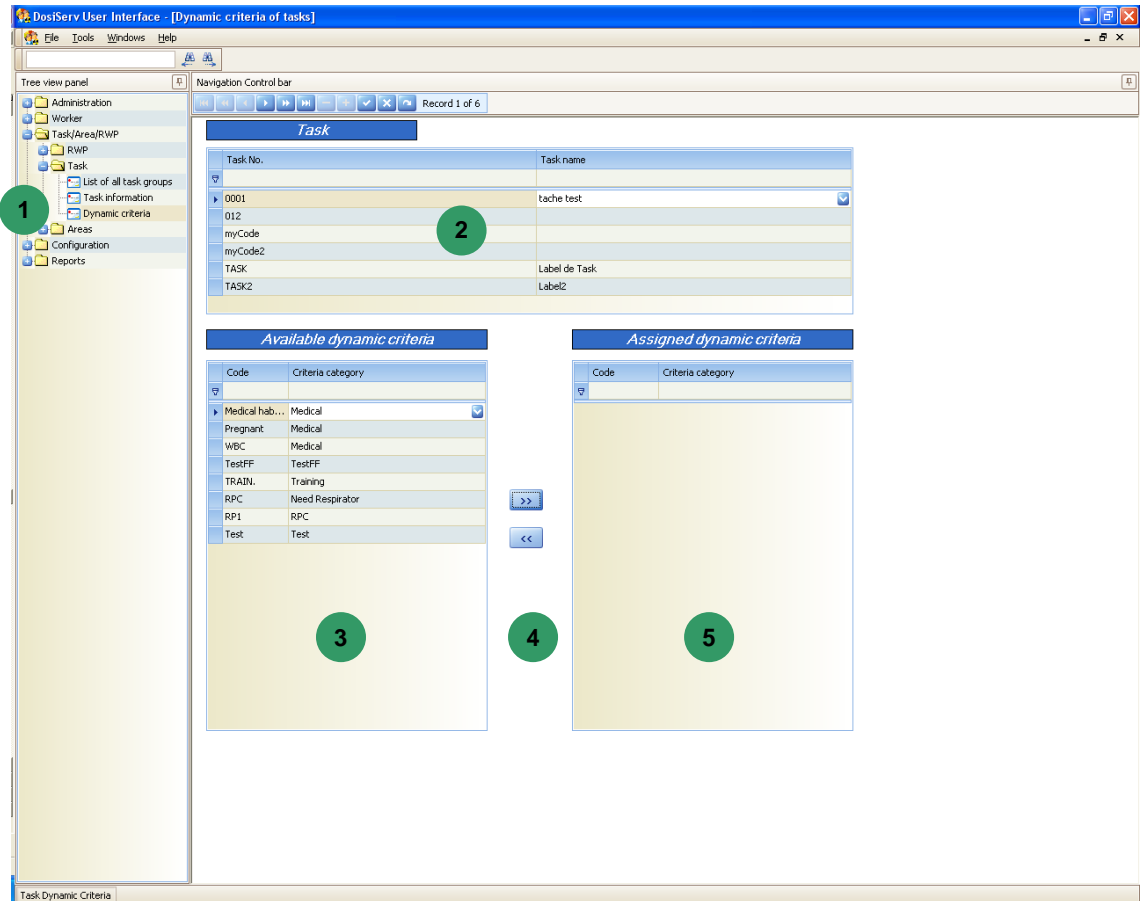 DosiServ User Interface - [Dynamic criteria of tasks]
File Tools Windows Help
Tree view panel
Navigation Control bar
Administration
Worker
Task/Area/RWP
RWP
Task
List of all task groups
Task information
Dynamic criteria
Areas
Configuration
Reports
1
Record 1 of 6
Task
Task No. Task name
0001 tache test
012
myCode
myCode2
TASK Label de Task
TASK2 Label2
2
Available dynamic criteria
Code Criteria category
Medical hab... Medical
Pregnant Medical
WBC Medical
TestFF TestFF
TRAIN. Training
RPC Need Respirator
RP1 RPC
Test Test
3
>>
<<
4
Assigned dynamic criteria
Code Criteria category
5
Task Dynamic Criteria